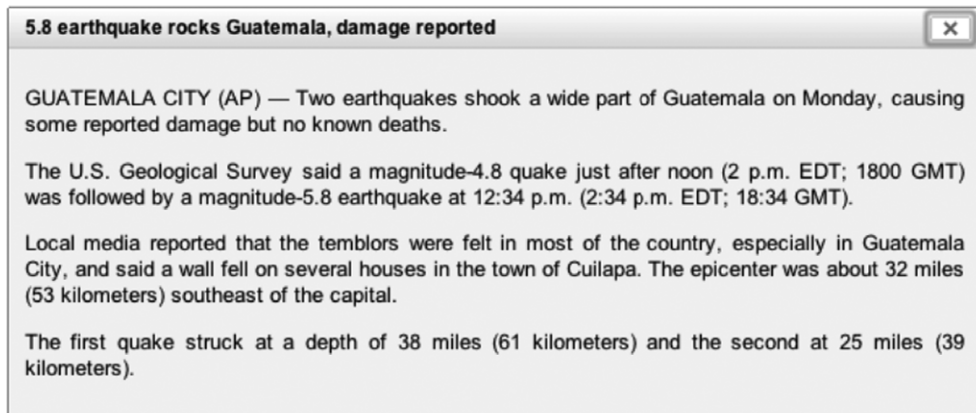 5.8 earthquake rocks Guatemala, damage reported
GUATEMALA CITY (AP) — Two earthquakes shook a wide part of Guatemala on Monday, causing
some reported damage but no known deaths.
The U.S. Geological Survey said a magnitude-4.8 quake just after noon (2 p.m. EDT; 1800 GMT)
was followed by a magnitude-5.8 earthquake at 12:34 p.m. (2:34 p.m. EDT; 18:34 GMT).
Local media reported that the temblors were felt in most of the country, especially in Guatemala
City, and said a wall fell on several houses in the town of Cuilapa. The epicenter was about 32 miles
(53 kilometers) southeast of the capital.
The first quake struck at a depth of 38 miles (61 kilometers) and the second at 25 miles (39
kilometers).